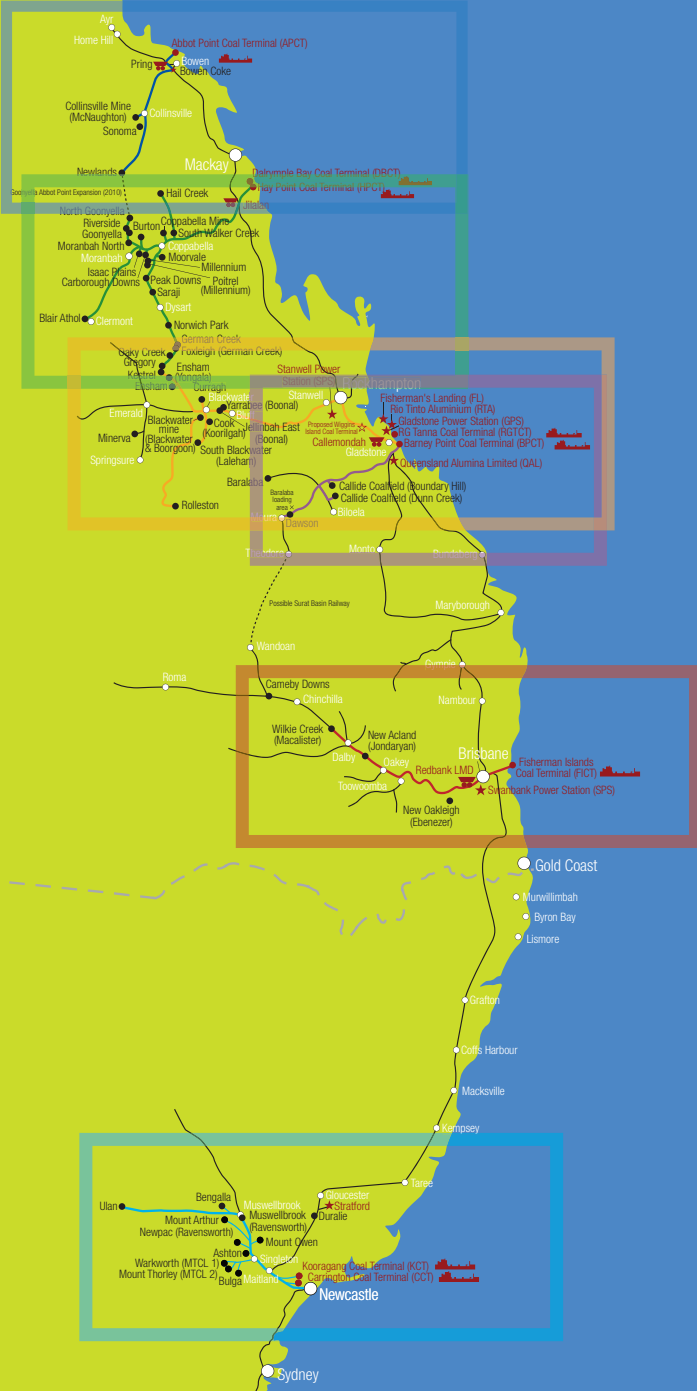 Ayr
Home Hill
Abbot Point Coal Terminal (APCT)
Pring
Bowen
Bowen Coke
Collinsville Mine
(McNaughton)
Collinsville
Sonoma
Mackay
Newlands
Dalrymple Bay Coal Terminal (DBCT)
Hay Point Coal Terminal (HPCT)
Goonyella Abbot Point Expansion (2010)
Hail Creek
Jilalan
North Goonyella
Riverside
Goonyella
Burton
Coppabella Mine
South Walker Creek
Moranbah North
Coppabella
Moranbah
Moorvale
Isaac Plains
Millennium
Carborough Downs
Peak Downs
Poitrel
(Millennium)
Saraji
Dysart
Blair Athol
Clermont
Norwich Park
German Creek
Oaky Creek
Foxleigh (German Creek)
Gregory
Kestrel
Ensham
(Yongala)
Ensham
Curragh
Stanwell Power
Station (SPS)
Rockhampton
Stanwell
Fisherman's Landing (FL)
Rio Tinto Aluminium (RTA)
Gladstone Power Station (GPS)
RG Tanna Coal Terminal (RGTCT)
Barney Point Coal Terminal (BPCT)
Blackwater
Yarrabee (Boonal)
Bluff
Emerald
Proposed Wiggins
Island Coal Terminal
Blackwater
mine
(Blackwater
& Boorgoon)
Cook
(Koorilgah)
Jellinbah East
(Boonal)
Callemondah
Gladstone
Minerva
South Blackwater
(Laleham)
Springsure
Queensland Alumina Limited (QAL)
Baralaba
Callide Coalfield (Boundary Hill)
Callide Coalfield (Dunn Creek)
Baralaba
loading
area
Rolleston
Biloela
Moura
Dawson
Theodore
Monto
Bundaberg
Possible Surat Basin Railway
Maryborough
Wandoan
Gympie
Roma
Cameby Downs
Chinchilla
Nambour
Wilkie Creek
(Macalister)
New Acland
(Jondaryan)
Dalby
Brisbane
Oakey
Redbank LMD
Fisherman Islands
Coal Terminal (FICT)
Toowoomba
Swanbank Power Station (SPS)
New Oakleigh
(Ebenezer)
Gold Coast
Murwillimbah
Byron Bay
Lismore
Grafton
Coffs Harbour
Macksville
Kempsey
Taree
Gloucester
Stratford
Duralie
Bengalla
Ulan
Muswellbrook
Muswellbrook
(Ravensworth)
Mount Arthur
Newpac (Ravensworth)
Mount Owen
Ashton
Singleton
Warkworth (MTCL 1)
Mount Thorley (MTCL 2)
Bulga
Maitland
Kooragang Coal Terminal (KCT)
Carrington Coal Terminal (CCT)
Newcastle
Sydney